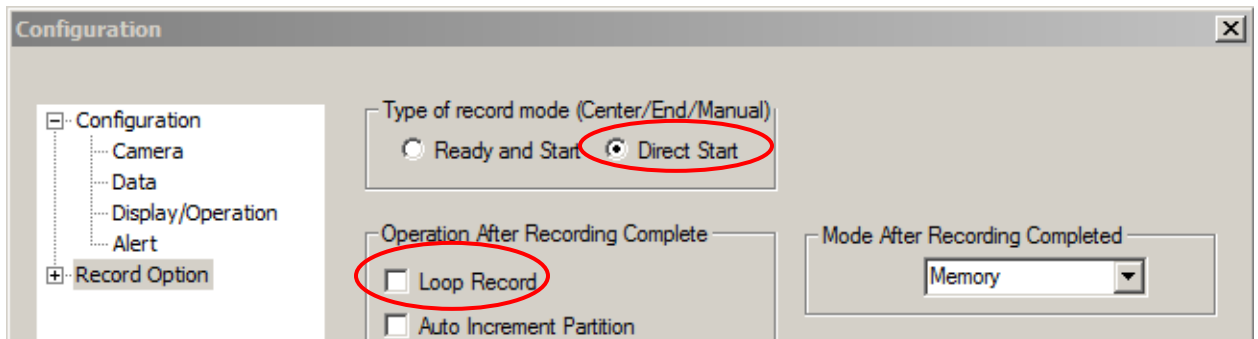 Configuration
Configuration
Camera
Data
Display/Operation
Alert
Record Option
Type of record mode (Center/End/Manual)
Ready and Start Direct Start
Operation After Recording Complete
Loop Record
Auto Increment Partition
Mode After Recording Completed
Memory